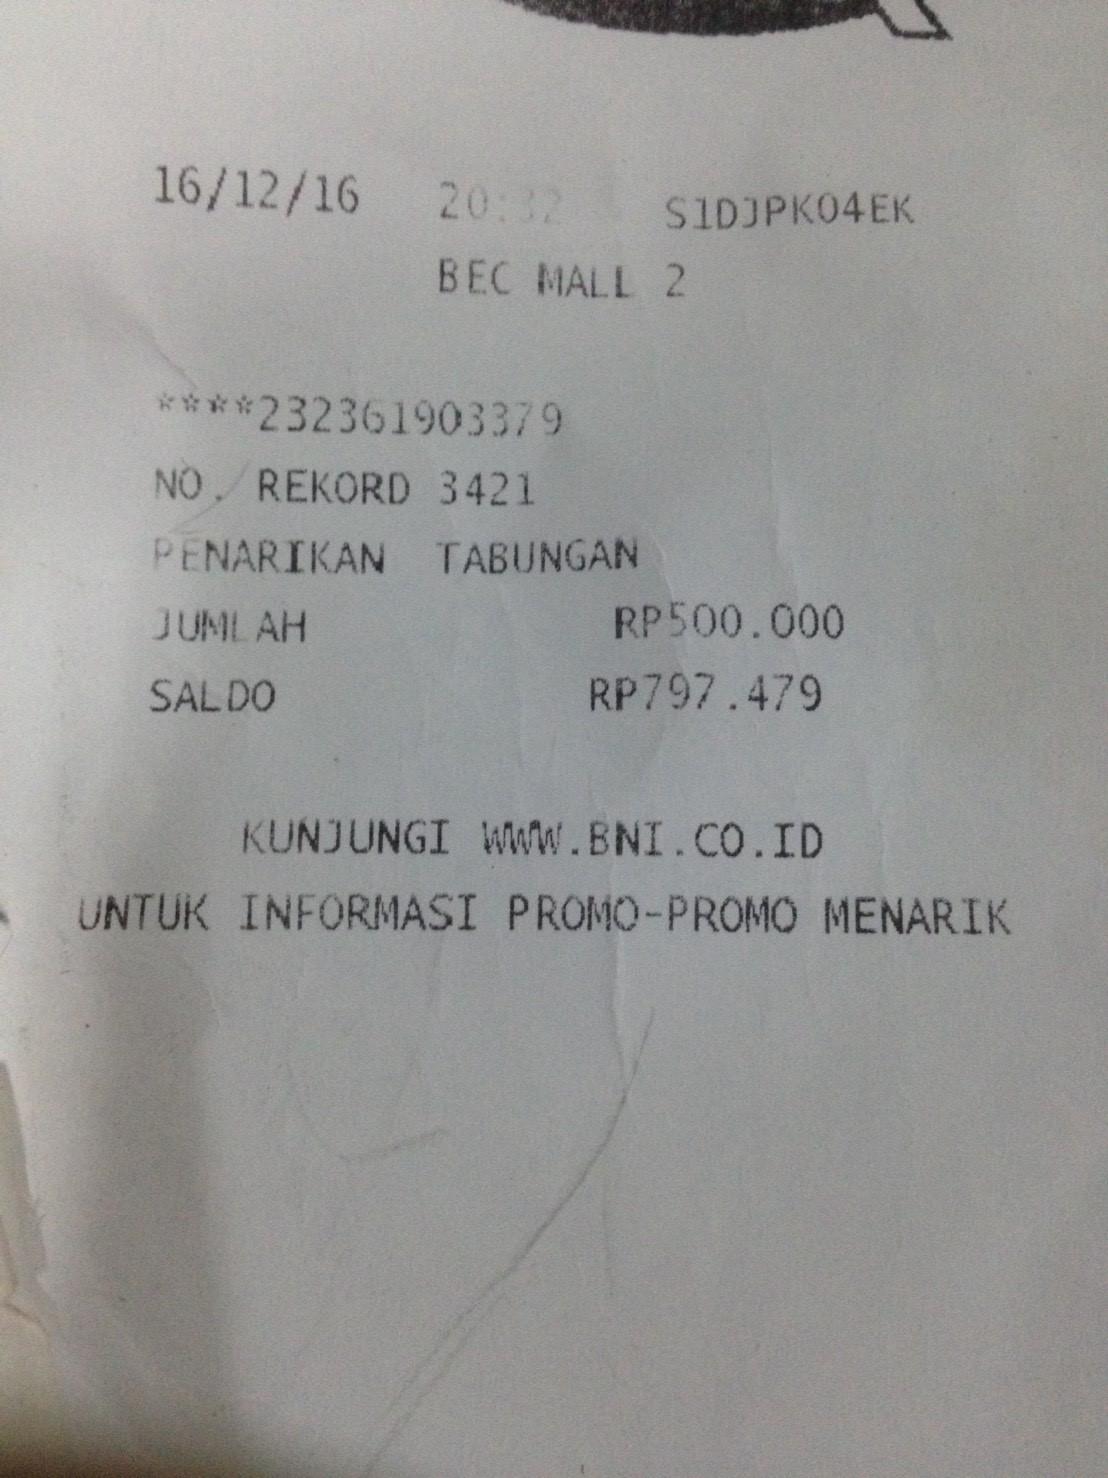 16/12/16 20:32 S1DJPK04EK
BEC MALL 2
****232361903379
NO. REKORD 3421
PENARIKAN TABUNGAN
JUMLAH RP500.000
SALDO RP797.479
KUNJUNGI WWW.BNI.CO.ID
UNTUK INFORMASI PROMO-PROMO MENARIK